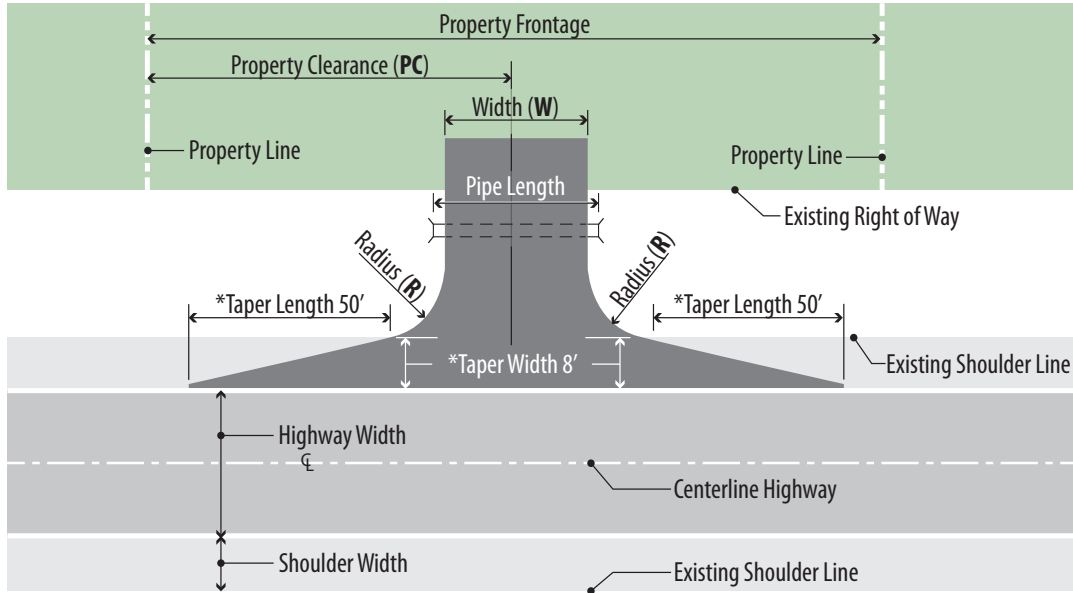 Property Frontage
Property Clearance (PC)
Width (W)
Property Line
Property Line
Pipe Length
Existing Right of Way
Radius (R)
Radius (R)
*Taper Length 50’
*Taper Length 50’
*Taper Width 8’
Existing Shoulder Line
Highway Width
℄
Centerline Highway
Shoulder Width
Existing Shoulder Line